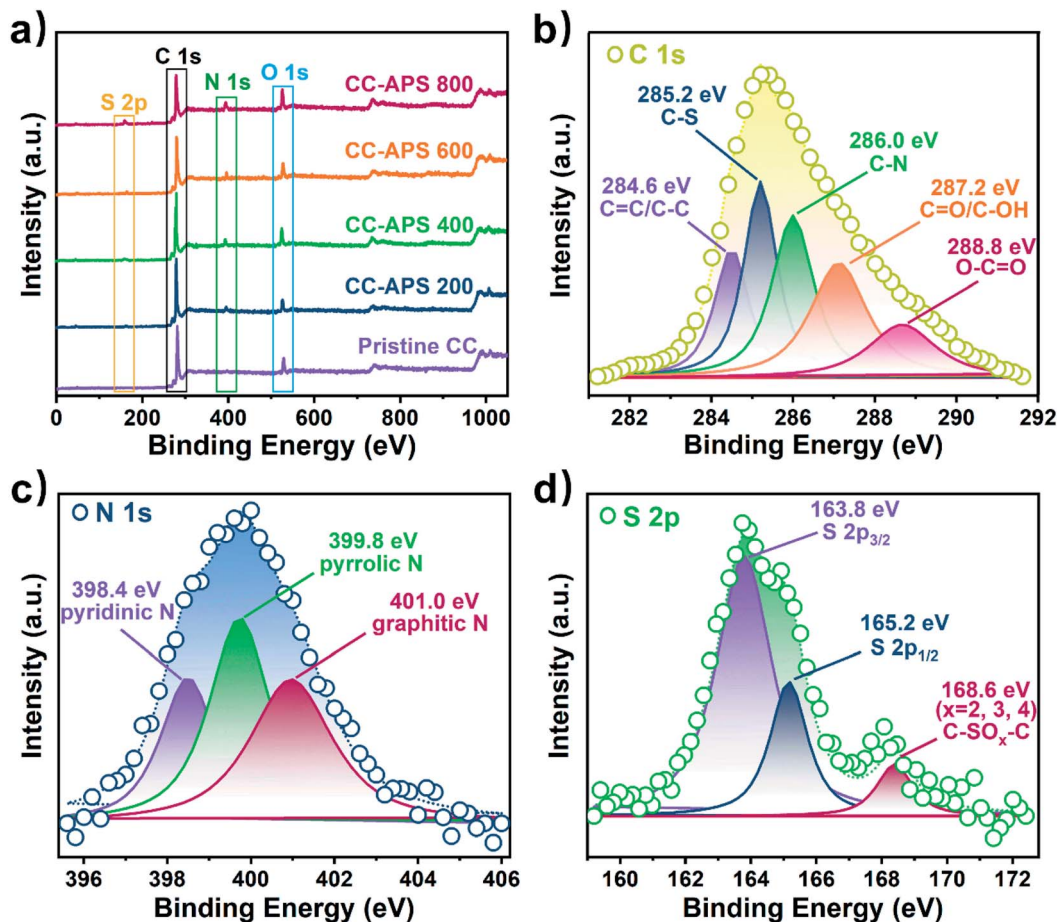 a)
C 1s
S 2p
N 1s
O 1s
CC-APS 800
CC-APS 600
CC-APS 400
CC-APS 200
Pristine CC
Intensity (a.u.)
0 200 400 600 800 1000
Binding Energy (eV)
b)
C 1s
285.2 eV
C-S
286.0 eV
C-N
284.6 eV
C=C/C-C
287.2 eV
C=O/C-OH
288.8 eV
O-C=O
Intensity (a.u.)
282 284 286 288 290 292
Binding Energy (eV)
c)
N 1s
399.8 eV
pyrrolic N
398.4 eV
pyridinic N
401.0 eV
graphitic N
Intensity (a.u.)
396 398 400 402 404 406
Binding Energy (eV)
d)
S 2p
163.8 eV
S 2p3/2
165.2 eV
S 2p1/2
168.6 eV
(x=2, 3, 4)
C-SOx-C
Intensity (a.u.)
160 162 164 166 168 170 172
Binding Energy (eV)